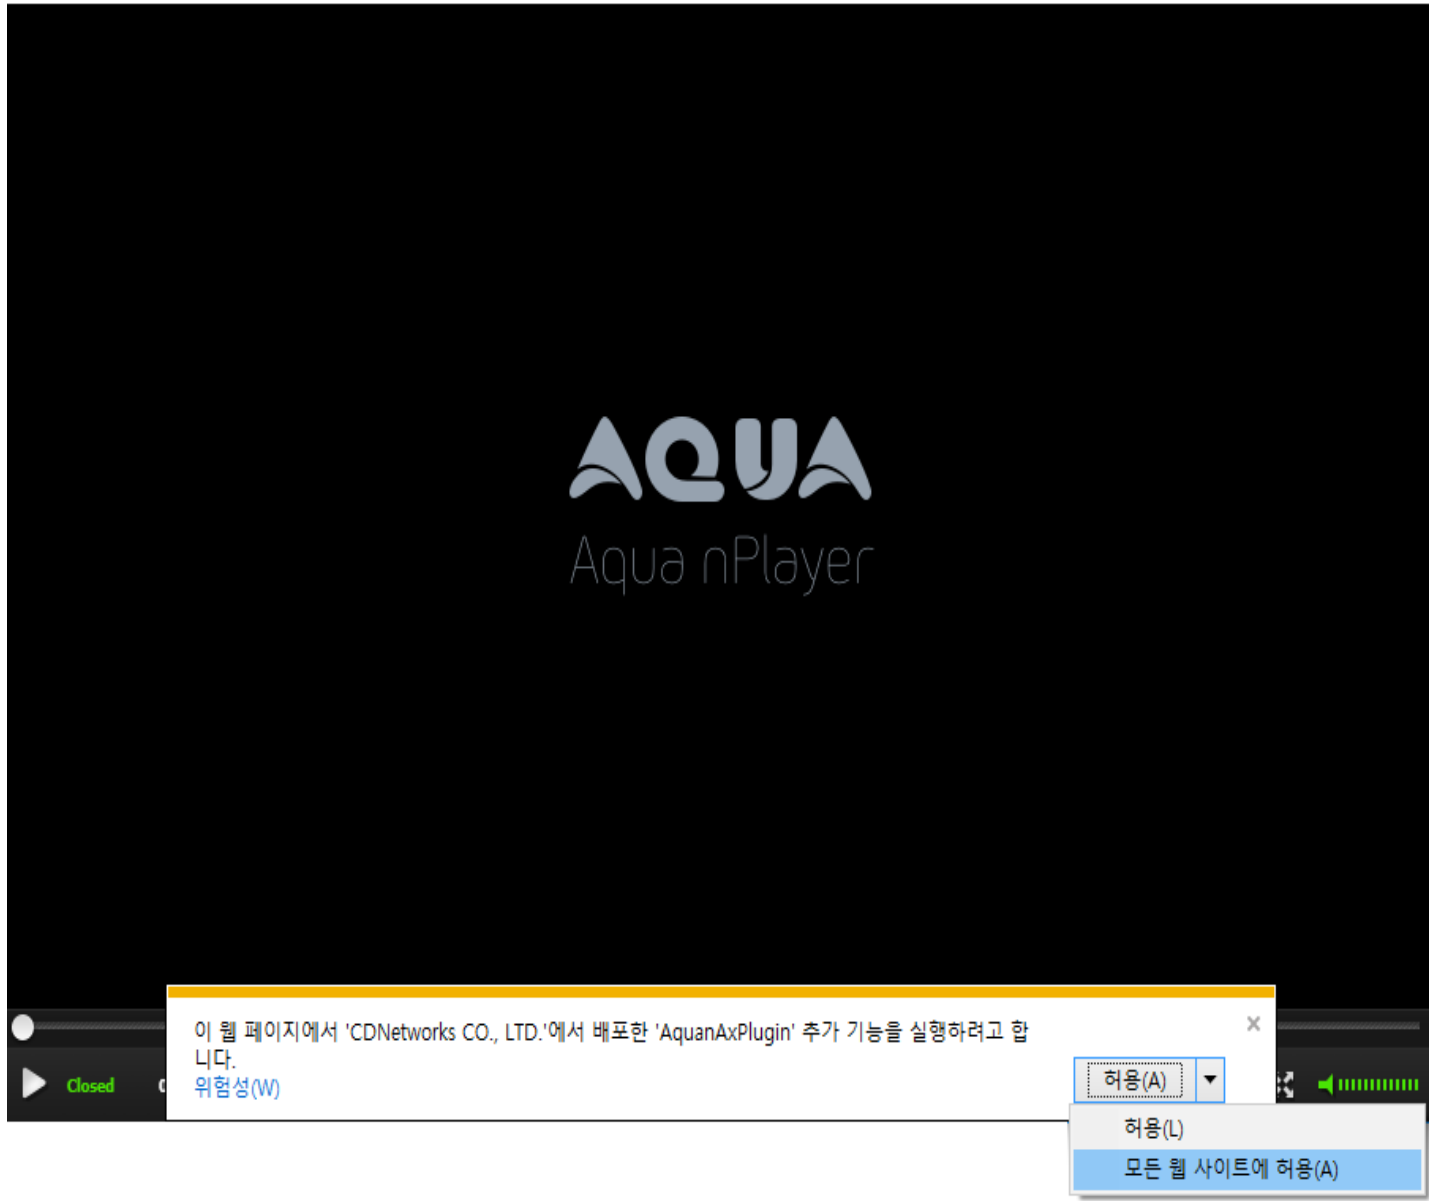 AQUA
Aqua nPlayer
이 웹 페이지에서 'CDNetworks CO., LTD.'에서 배포한 'AquanAxPlugin' 추가 기능을 실행하려고 합
니다.
위험성(W)
허용(A)
Closed
허용(L)
모든 웹 사이트에 허용(A)